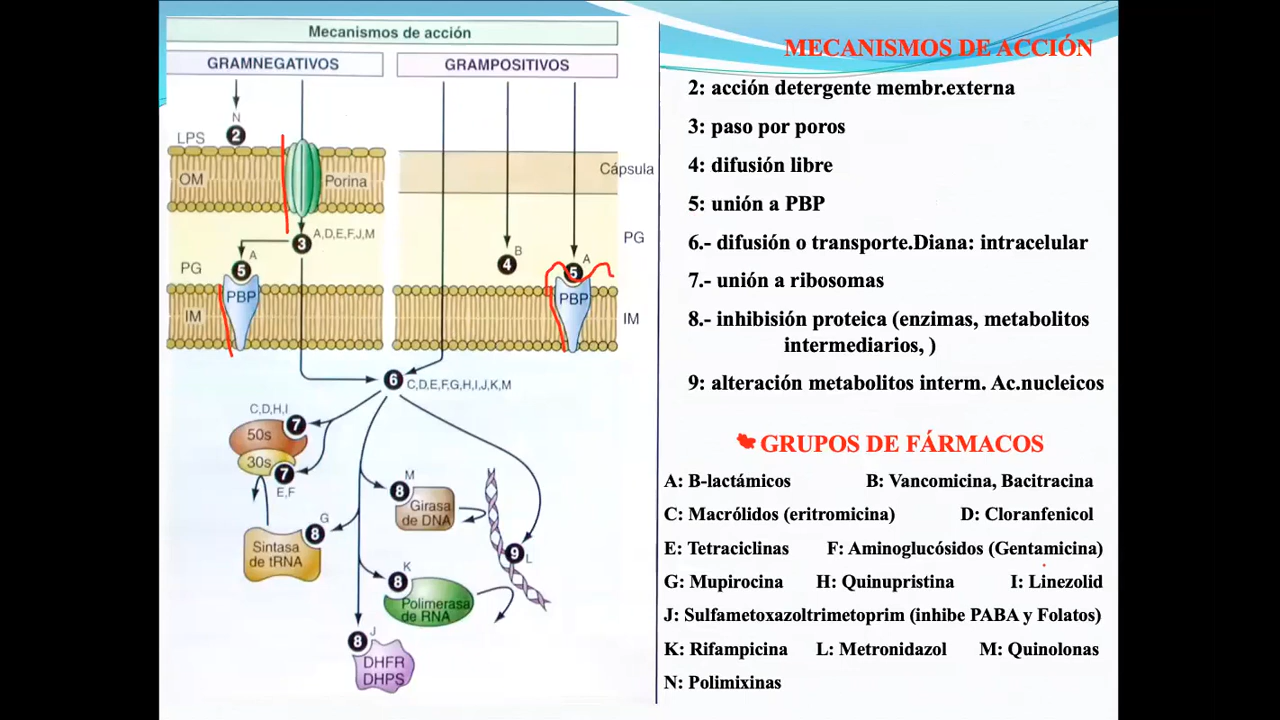 Mecanismos de acción
GRAMNEGATIVOS
GRAMPOSITIVOS
N
2
LPS
OM
Porina
Cápsula
3
A,D,E,F,J,M
PG
A
5
PBP
IM
B
4
A
5
PBP
PG
IM
6
C,D,E,F,G,H,I,J,K,M
C,D,H,I
7
50s
30s
7
E,F
M
8
Girasa
de DNA
G
8
Sintasa
de tRNA
9
L
K
8
Polimerasa
de RNA
J
8
DHFR
DHPS
MECANISMOS DE ACCIÓN
2: acción detergente membr.externa
3: paso por poros
4: difusión libre
5: unión a PBP
6.- difusión o transporte.Diana: intracelular
7.- unión a ribosomas
8.- inhibisión proteica (enzimas, metabolitos
intermediarios, )
9: alteración metabolitos interm. Ac.nucleicos
GRUPOS DE FÁRMACOS
A: B-lactámicos B: Vancomicina, Bacitracina
C: Macrólidos (eritromicina) D: Cloranfenicol
E: Tetraciclinas F: Aminoglucósidos (Gentamicina)
G: Mupirocina H: Quinupristina I: Linezolid
J: Sulfametoxazoltrimetoprim (inhibe PABA y Folatos)
K: Rifampicina L: Metronidazol M: Quinolonas
N: Polimixinas